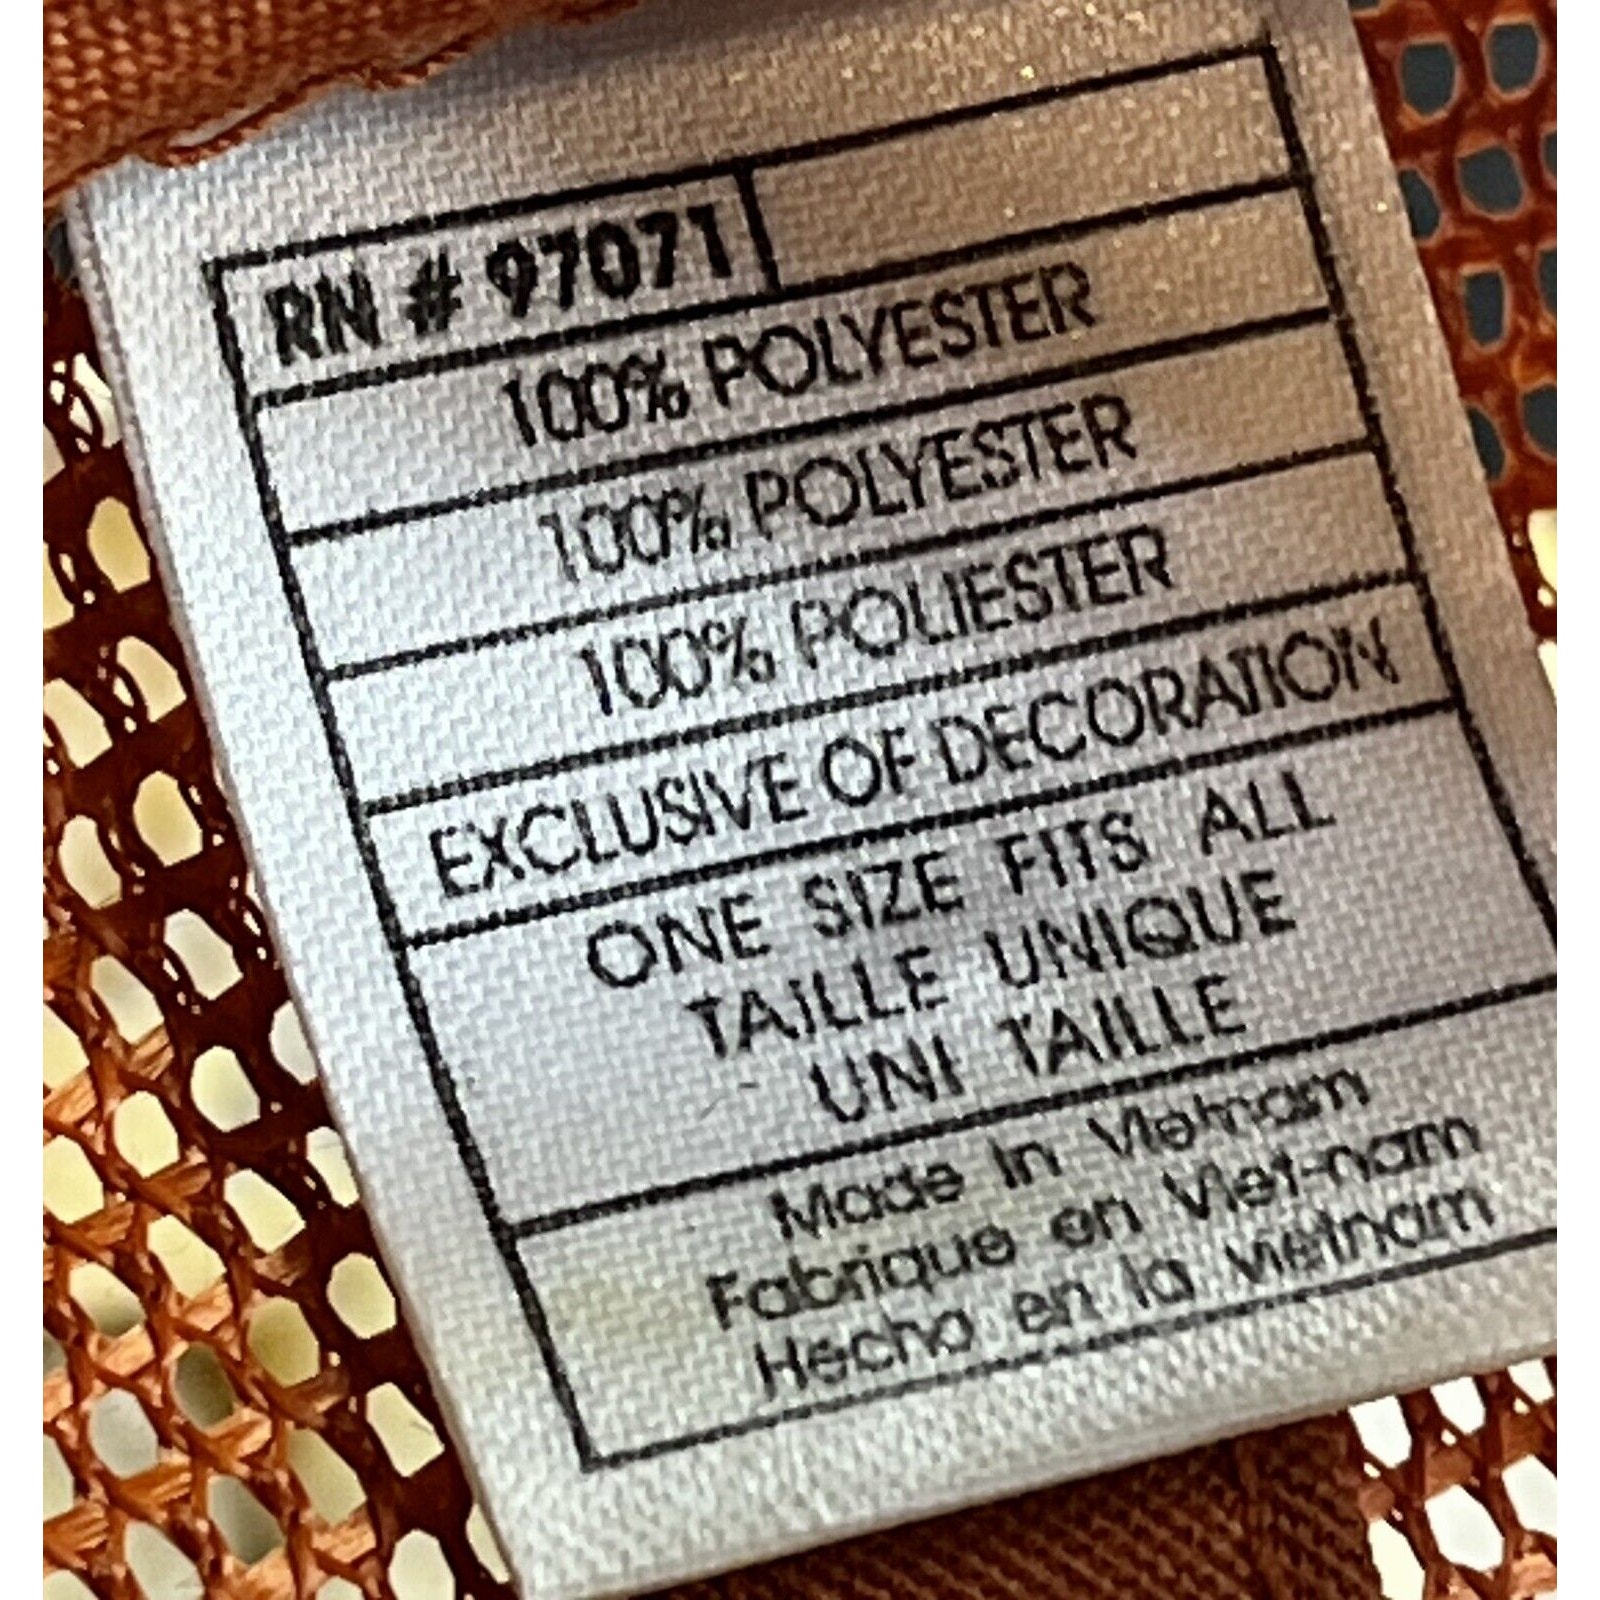 RN # 97071
100% POLYESTER
100% POLYESTER
100% POLIESTER
EXCLUSIVE OF DECORATION
ONE SIZE FITS ALL
TAILLE UNIQUE
UNI TAILLE
Made In Vietnam
Fabrique en Viet-nam
Hecho en la vietnam